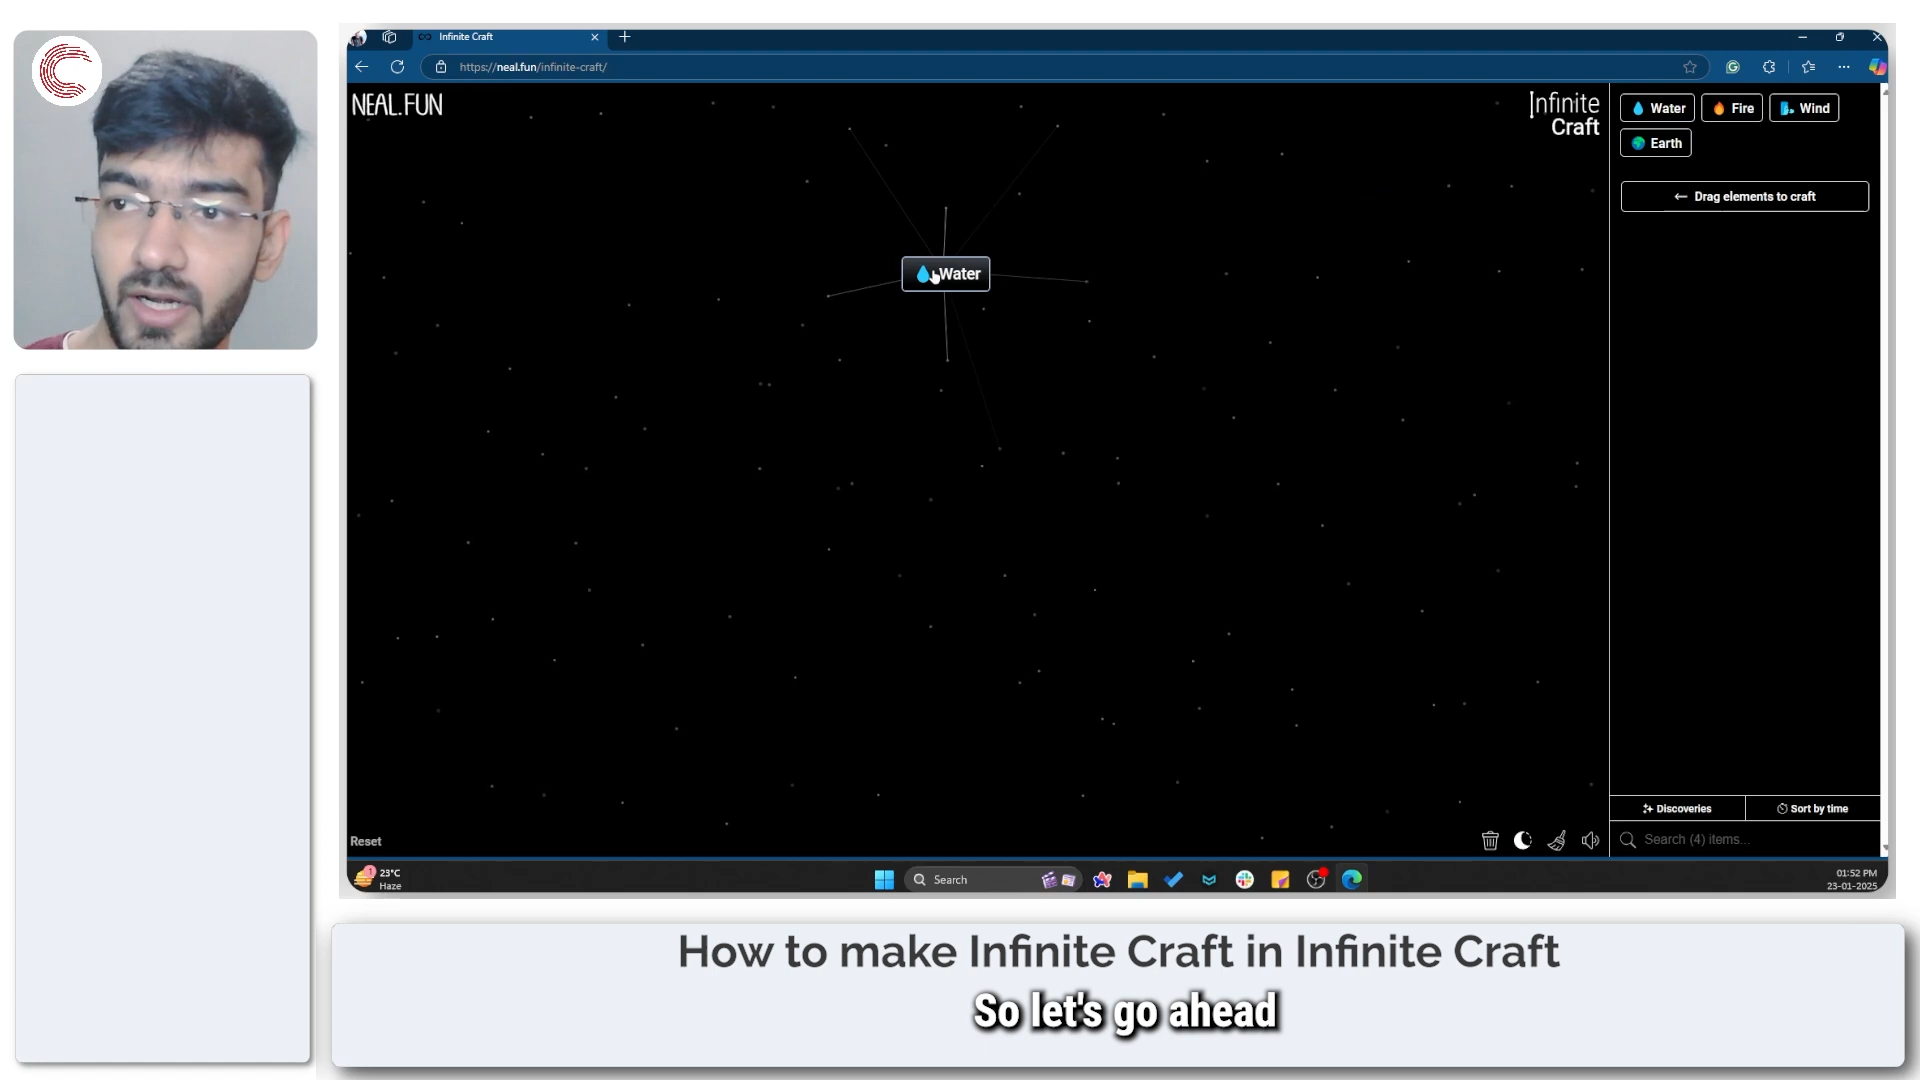 Infinite Craft
https://neal.fun/infinite-craft/
NEAL.FUN
Infinite
Craft
Water
Fire
Wind
Earth
← Drag elements to craft
Water
Discoveries
Sort by time
Search (4) items...
Reset
1
23°C
Haze
Search
01:52 PM
23-01-2025
How to make Infinite Craft in Infinite Craft
So let's go ahead